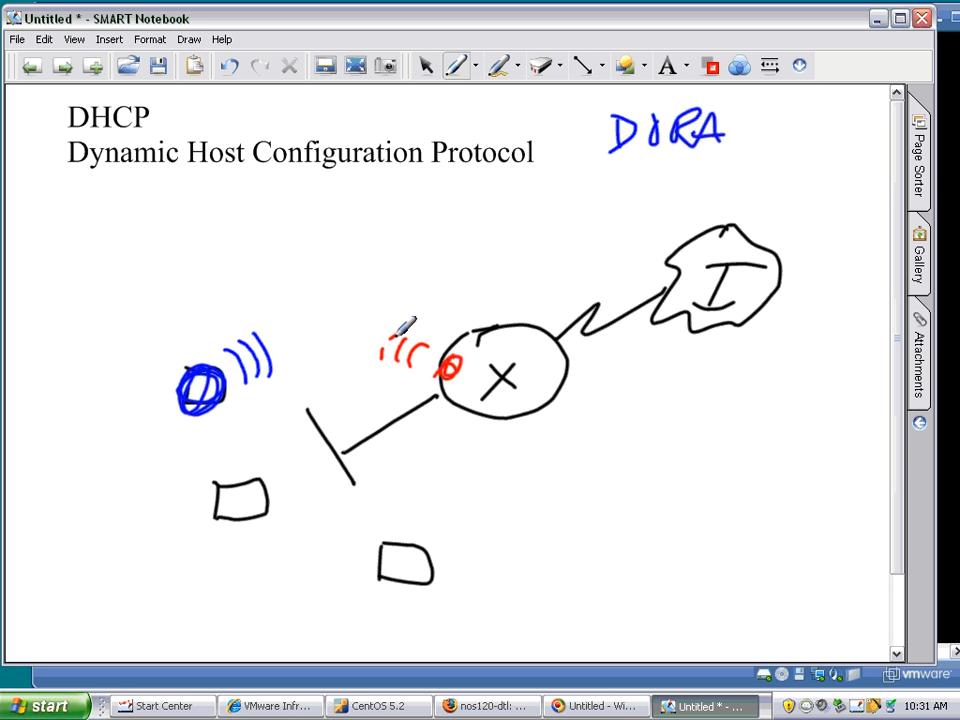 Untitled * - SMART Notebook
File Edit View Insert Format Draw Help
DHCP
Dynamic Host Configuration Protocol
DORA
I
X
Page Sorter
Gallery
Attachments
vmware
start
Start Center
VMware Infr...
CentOS 5.2
nos120-dtl: ...
Untitled - Wi...
Untitled * - ...
10:31 AM